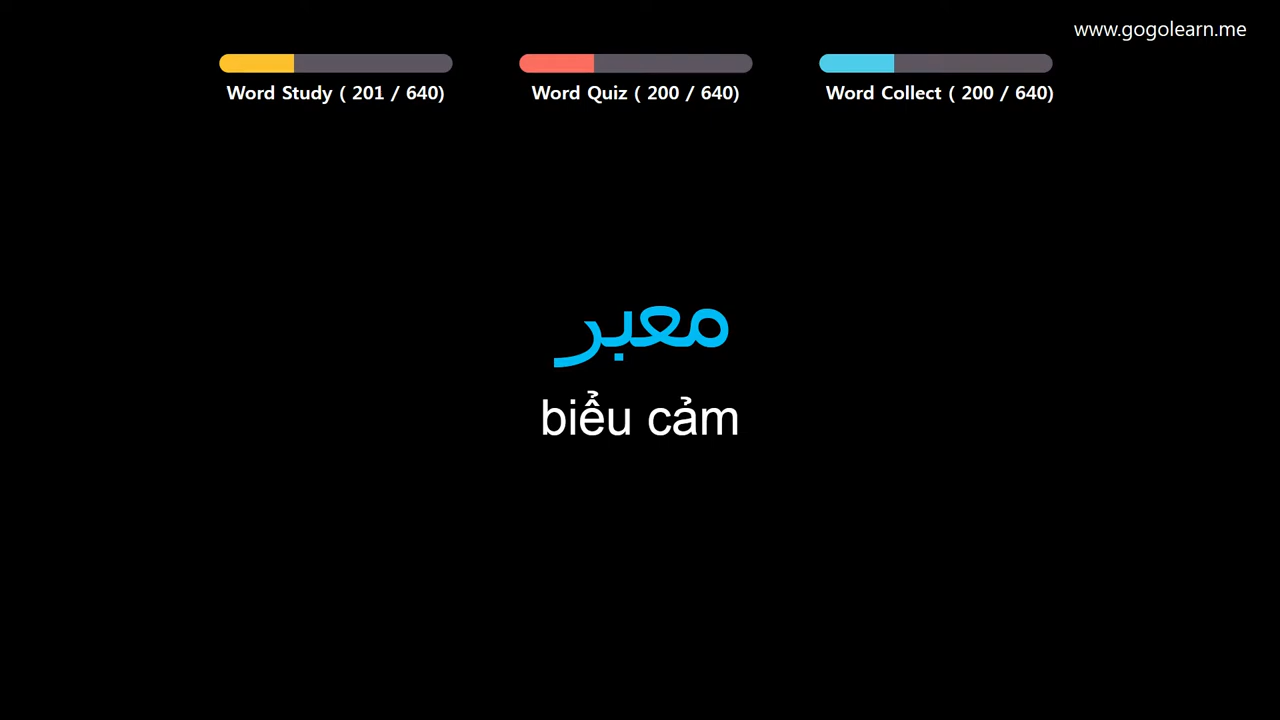 www.gogolearn.me
Word Study ( 201 / 640)
Word Quiz ( 200 / 640)
Word Collect ( 200 / 640)
معبر
biểu cảm